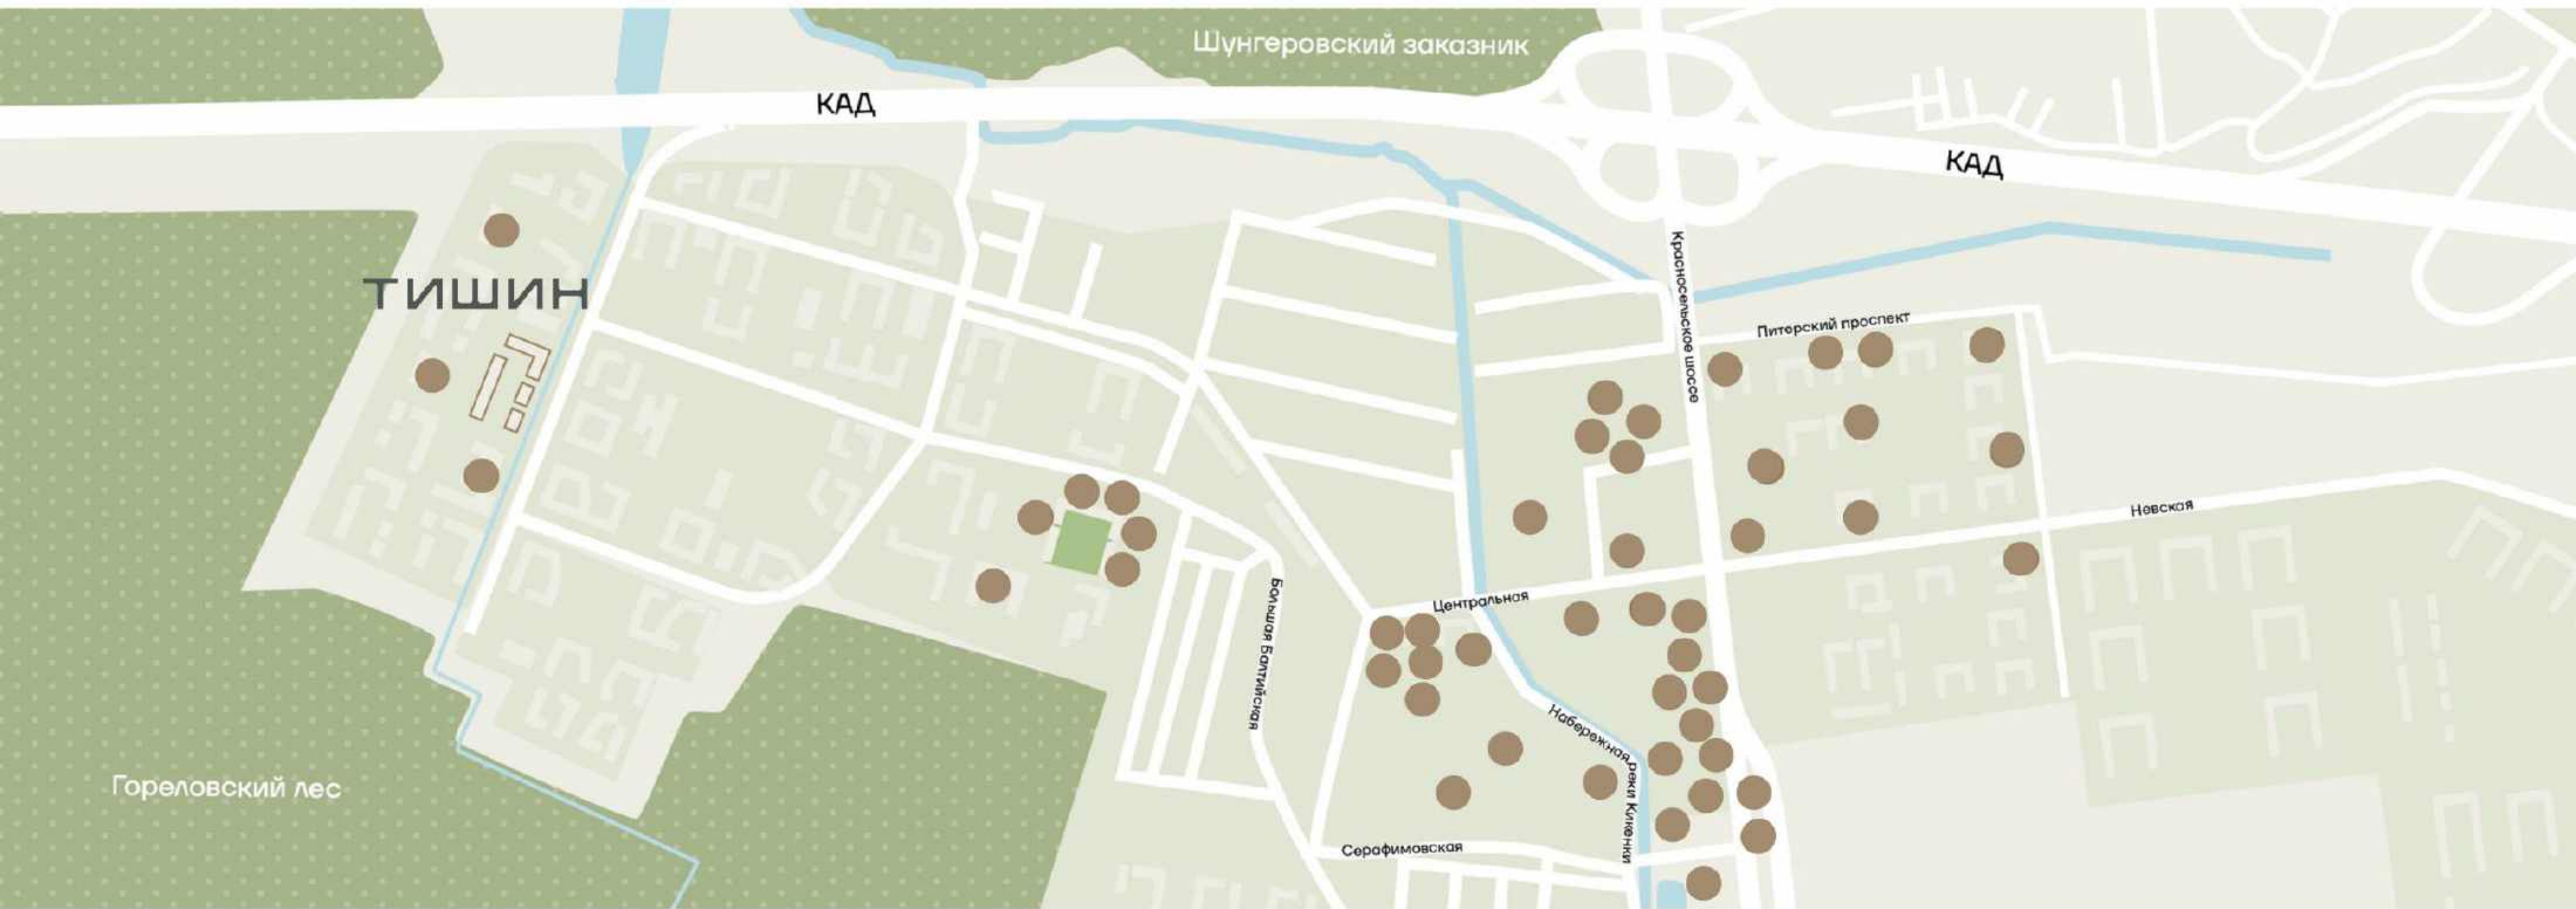 Шунгеровский заказник
КАД
КАД
Красносельское шоссе
ТИШИН
Питерский проспект
Невская
Большая Балтийская
Центральная
Набережная реки Кикенки
Гореловский лес
Серафимовская